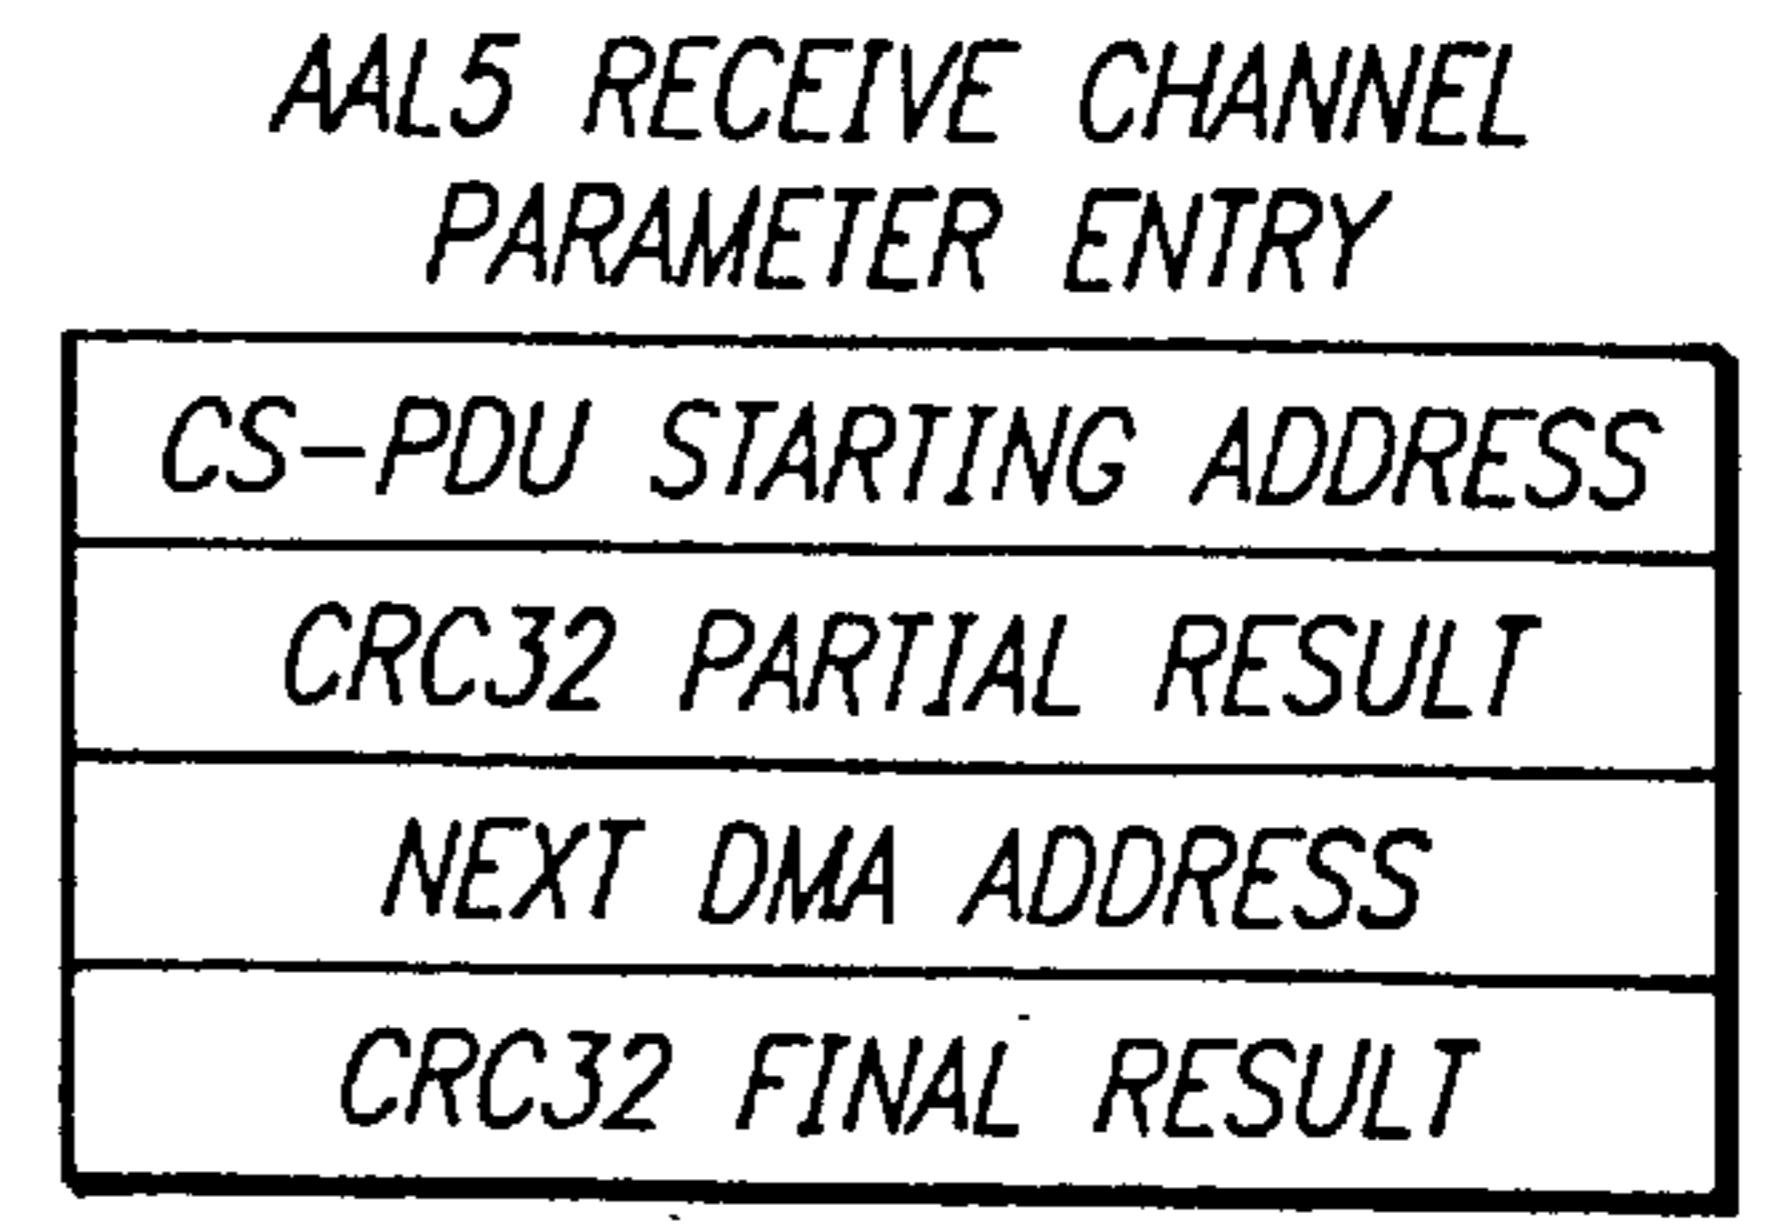 AAL5 RECEIVE CHANNEL
PARAMETER ENTRY
CS-PDU STARTING ADDRESS
CRC32 PARTIAL RESULT
NEXT DMA ADDRESS
CRC32 FINAL RESULT